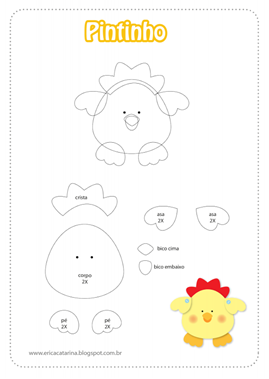 Pintinho
crista
asa
2X
asa
2X
bico cima
bico embaixo
corpo
2X
pé
2X
pé
2X
www.ericacatarina.blogspot.com.br